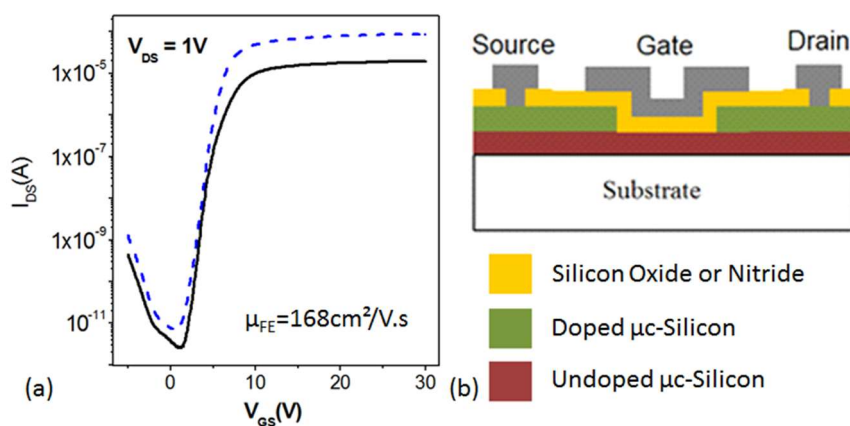 V_DS = 1V
1x10⁻⁵
1x10⁻⁷
1x10⁻⁹
10⁻¹¹
I_DS(A)
μ_FE=168cm²/V.s
0
10
20
30
V_GS(V)
(a)
Source
Gate
Drain
Substrate
Silicon Oxide or Nitride
Doped μc-Silicon
Undoped μc-Silicon
(b)